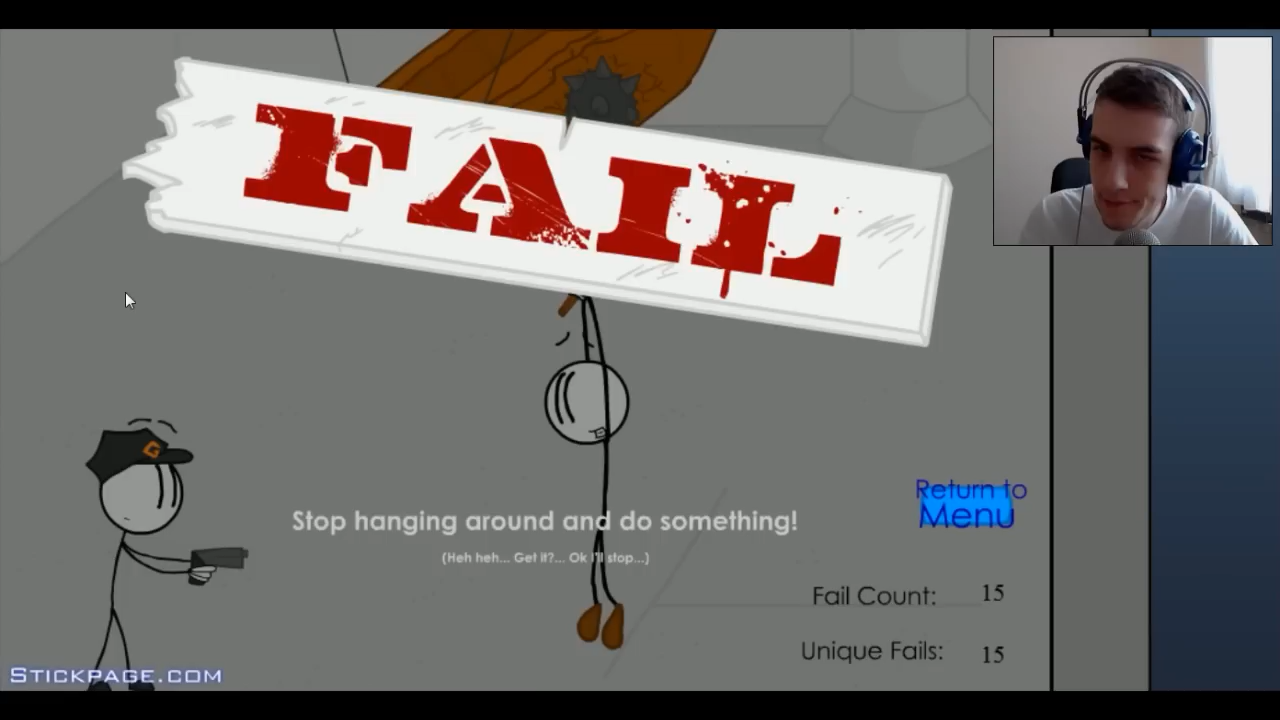 FAIL
G
Stop hanging around and do something!
(Heh heh... Get it?... Ok I'll stop...)
Return to
Menu
Fail Count: 15
Unique Fails: 15
STICKPAGE.COM